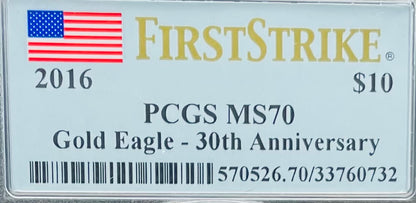 FIRSTSTRIKE®
2016 $10
PCGS MS70
Gold Eagle - 30th Anniversary
570526.70/33760732